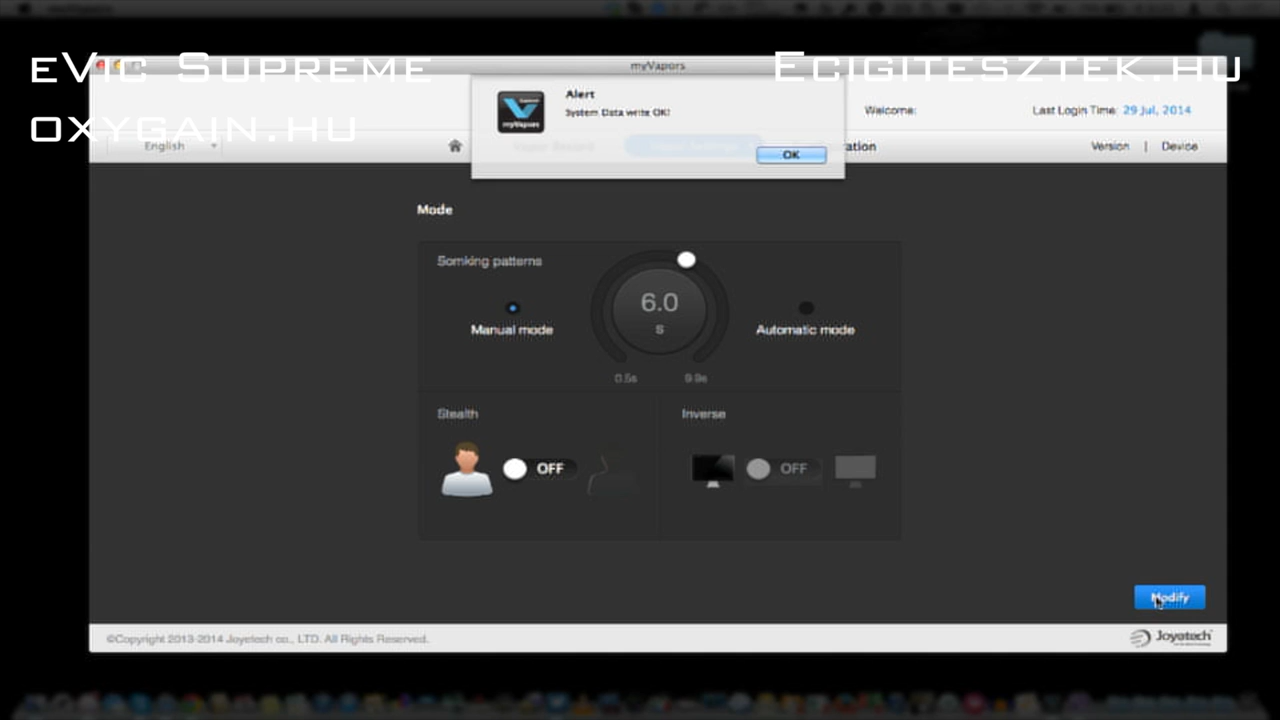 eVic Supreme
Ecigitesztek.hu
oxygain.hu
myVapors
Alert
System Data write OK!
OK
myVapors
Welcome:
Last Login Time: 29 Jul, 2014
English
ation
Version | Device
Mode
Somking patterns
6.0
S
Manual mode
Automatic mode
0.5s
9.9s
Stealth
Inverse
OFF
OFF
Modify
©Copyright 2013-2014 Joyetech co., LTD. All Rights Reserved.
Joyetech